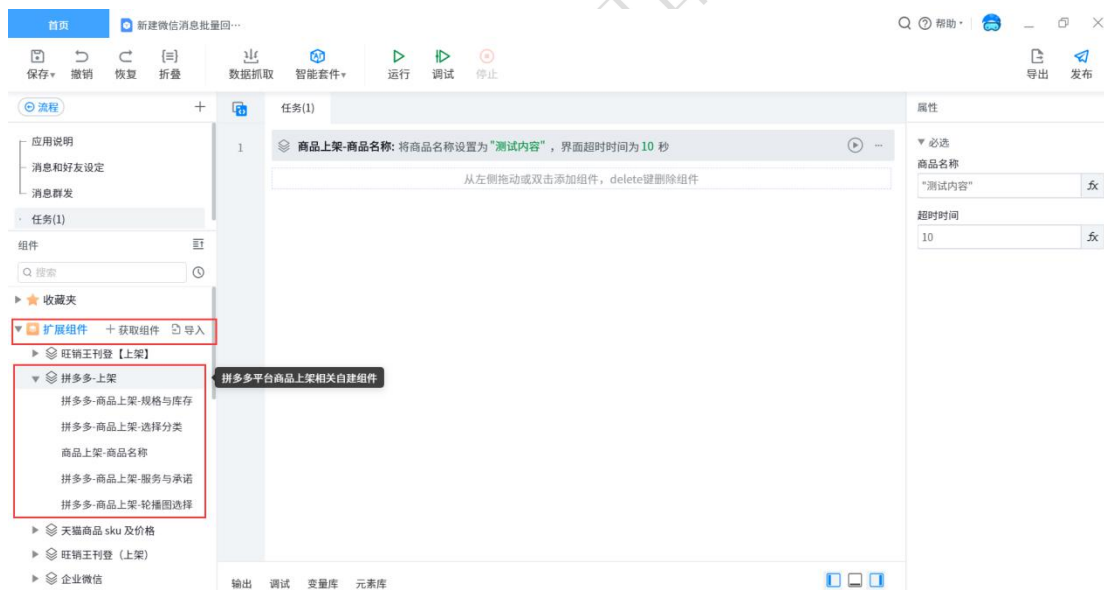 首页
新建微信消息批量回…
帮助
保存 撤销 恢复 折叠 数据抓取 智能套件 运行 调试 停止 导出 发布
流程
任务(1)
属性
应用说明
消息和好友设定
消息群发
任务(1)
1 商品上架-商品名称: 将商品名称设置为"测试内容" ，界面超时时间为 10 秒
从左侧拖动或双击添加组件，delete键删除组件
必选
商品名称
"测试内容" fx
超时时间
10 fx
组件
搜索
收藏夹
扩展组件 + 获取组件 导入
旺销王刊登【上架】
拼多多-上架
拼多多平台商品上架相关自建组件
拼多多-商品上架-规格与库存
拼多多-商品上架-选择分类
商品上架-商品名称
拼多多-商品上架-服务与承诺
拼多多-商品上架-轮播图选择
天猫商品 sku 及价格
旺销王刊登（上架）
企业微信
输出 调试 变量库 元素库